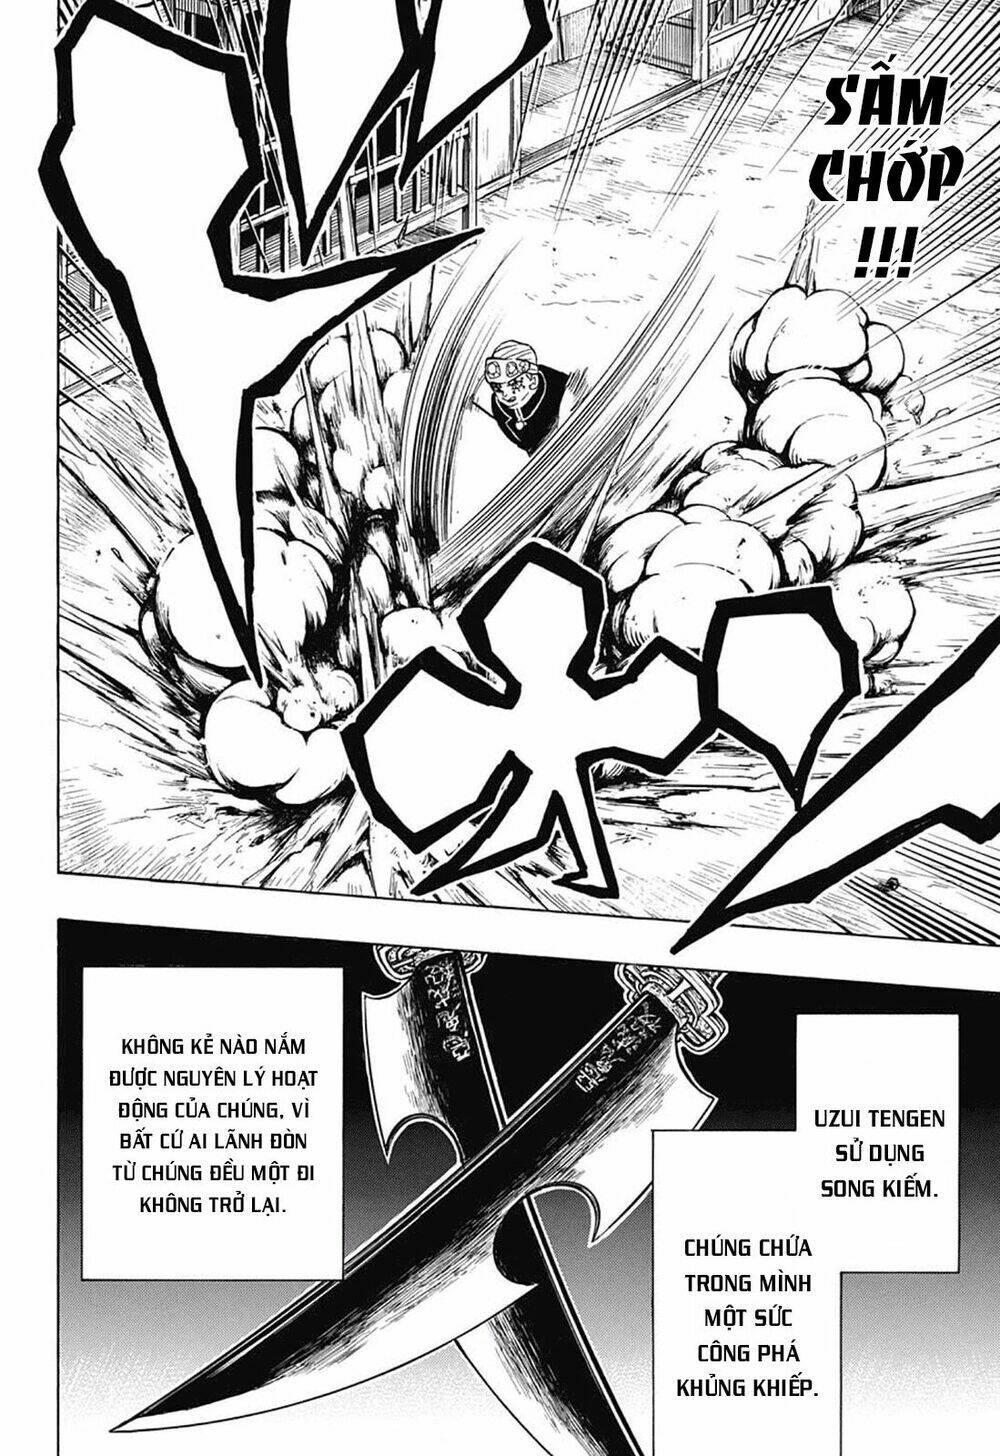 SẤM
CHỚP
!!!
UZUI TENGEN
SỬ DỤNG
SONG KIẾM.
CHÚNG CHỨA
TRONG MÌNH
MỘT SỨC
CÔNG PHÁ
KHỦNG KHIẾP.
KHÔNG KẺ NÀO NẮM
ĐƯỢC NGUYÊN LÝ HOẠT
ĐỘNG CỦA CHÚNG, VÌ
BẤT CỨ AI LÃNH ĐÒN
TỪ CHÚNG ĐỀU MỘT ĐI
KHÔNG TRỞ LẠI.